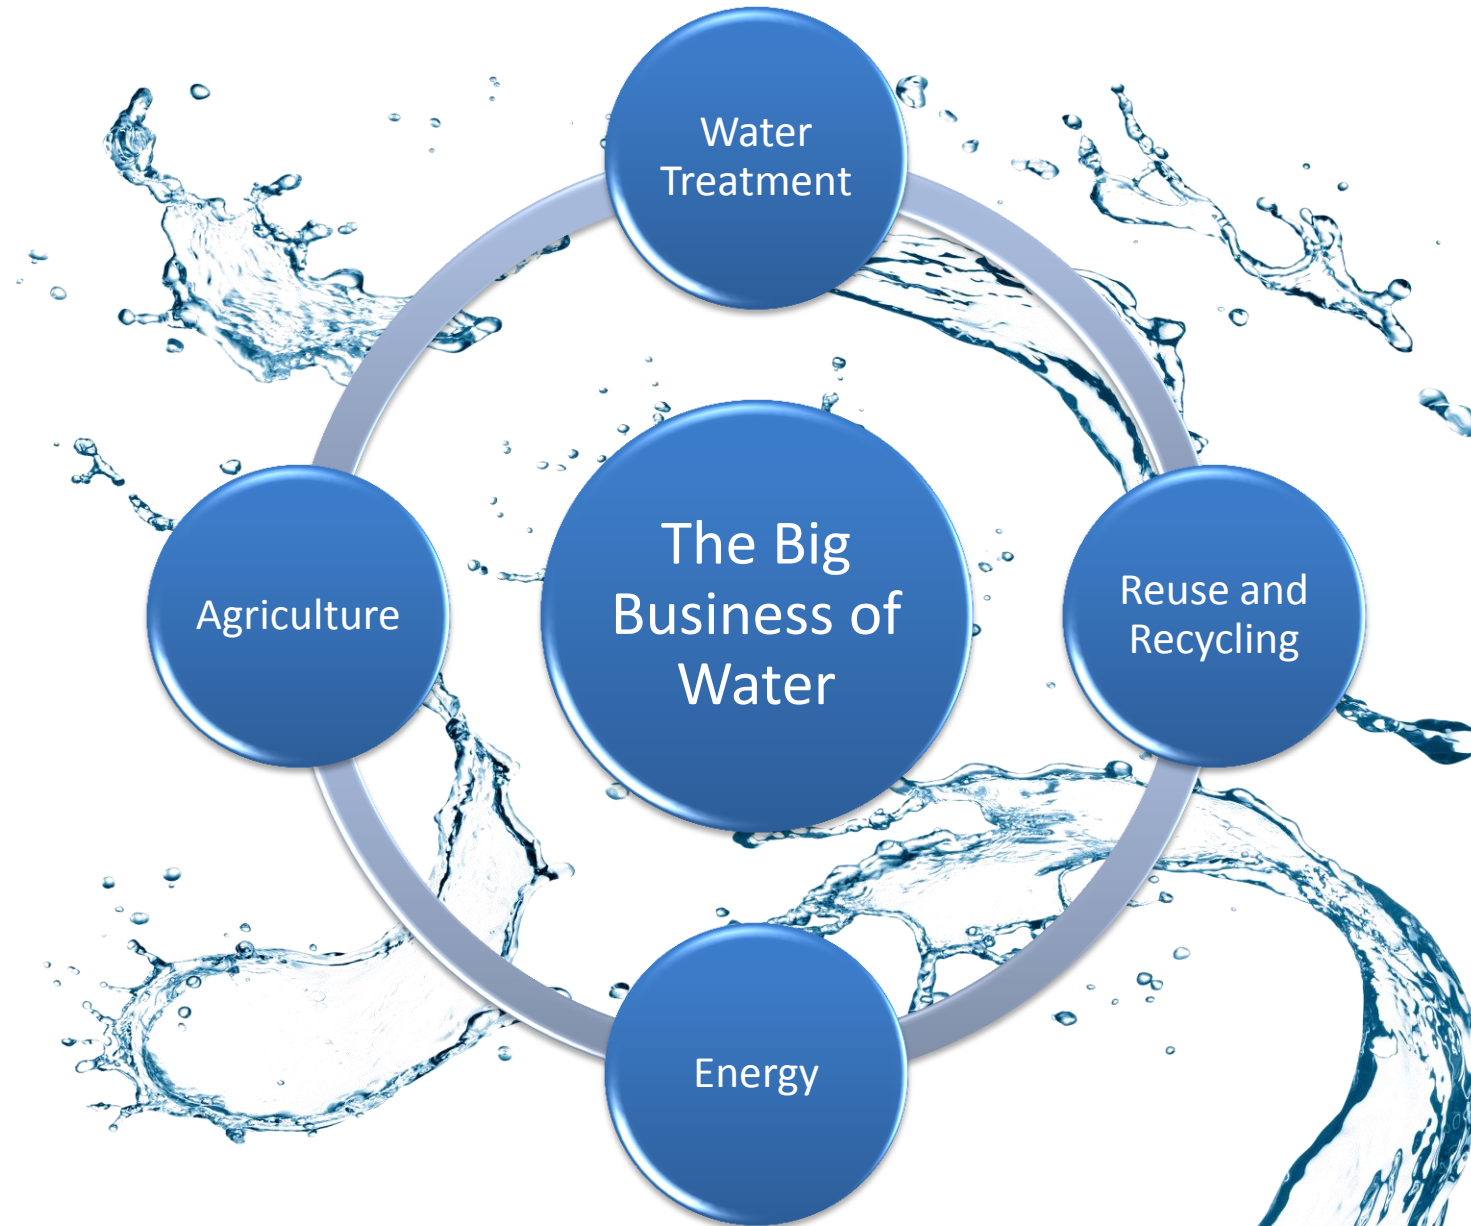 Water
Treatment
The Big
Business of
Water
Agriculture
Reuse and
Recycling
Energy